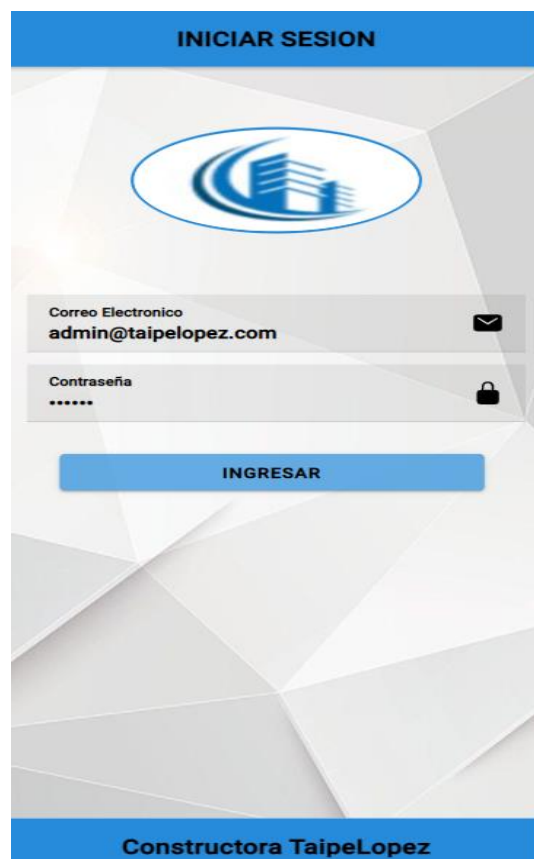 INICIAR SESION
Correo Electronico
admin@taipelopez.com
Contraseña
••••••
INGRESAR
Constructora TaipeLopez